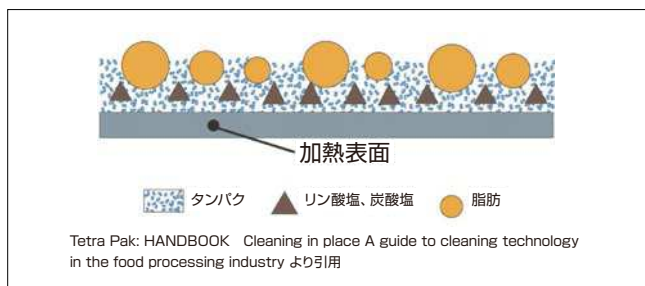 加熱表面
タンパク　リン酸塩、炭酸塩　脂肪
Tetra Pak: HANDBOOK　Cleaning in place A guide to cleaning technology
in the food processing industry より引用